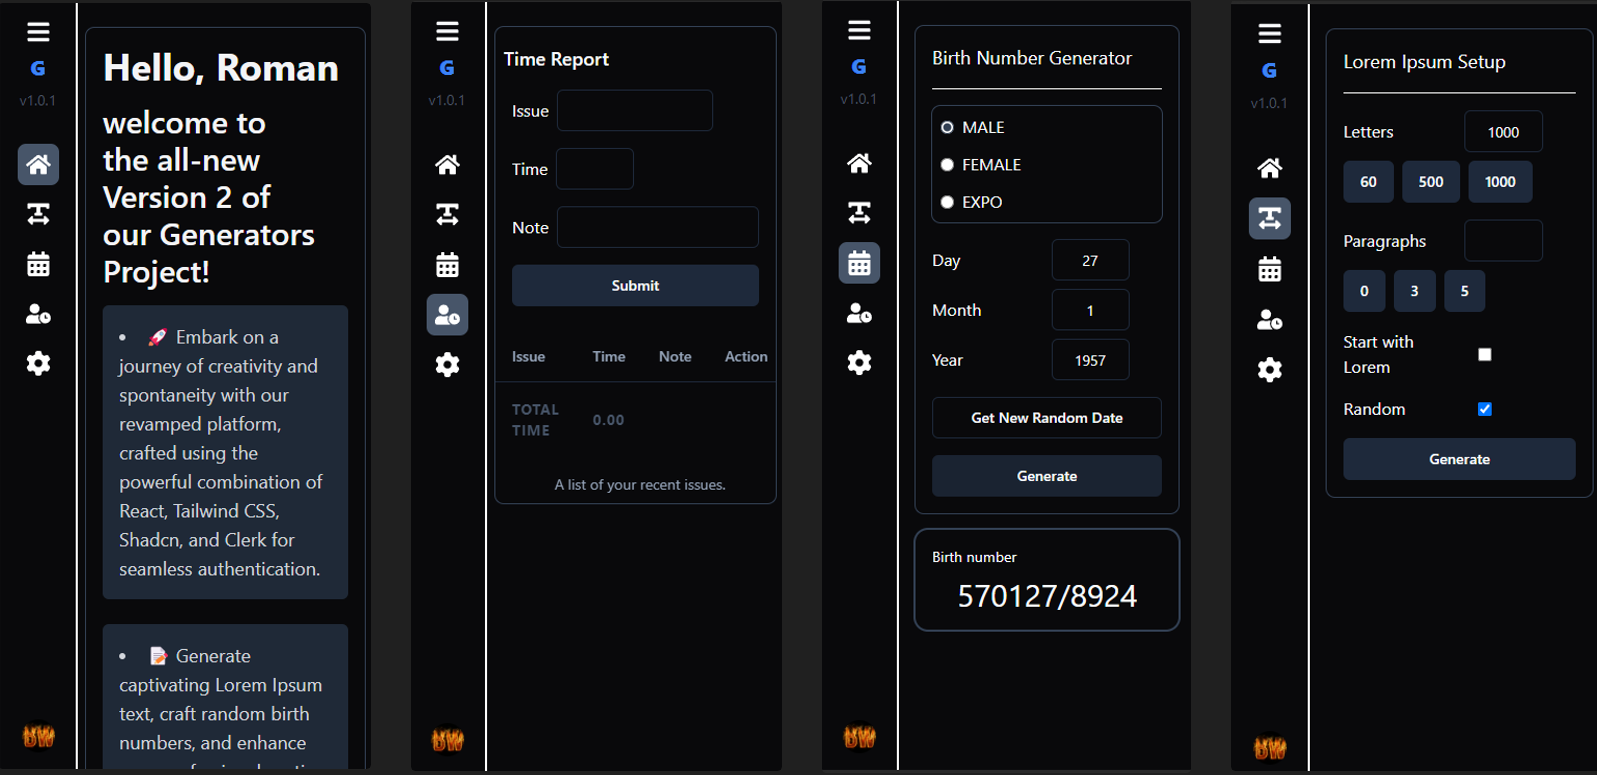 G
v1.0.1
Hello, Roman
welcome to
the all-new
Version 2 of
our Generators
Project!
• 🚀 Embark on a
journey of creativity and
spontaneity with our
revamped platform,
crafted using the
powerful combination of
React, Tailwind CSS,
Shadcn, and Clerk for
seamless authentication.
• 📝 Generate
captivating Lorem Ipsum
text, craft random birth
numbers, and enhance
G
v1.0.1
Time Report
Issue
Time
Note
Submit
Issue Time Note Action
TOTAL
TIME 0.00
A list of your recent issues.
G
v1.0.1
Birth Number Generator
MALE
FEMALE
EXPO
Day 27
Month 1
Year 1957
Get New Random Date
Generate
Birth number
570127/8924
G
v1.0.1
Lorem Ipsum Setup
Letters 1000
60 500 1000
Paragraphs
0 3 5
Start with
Lorem
Random
Generate